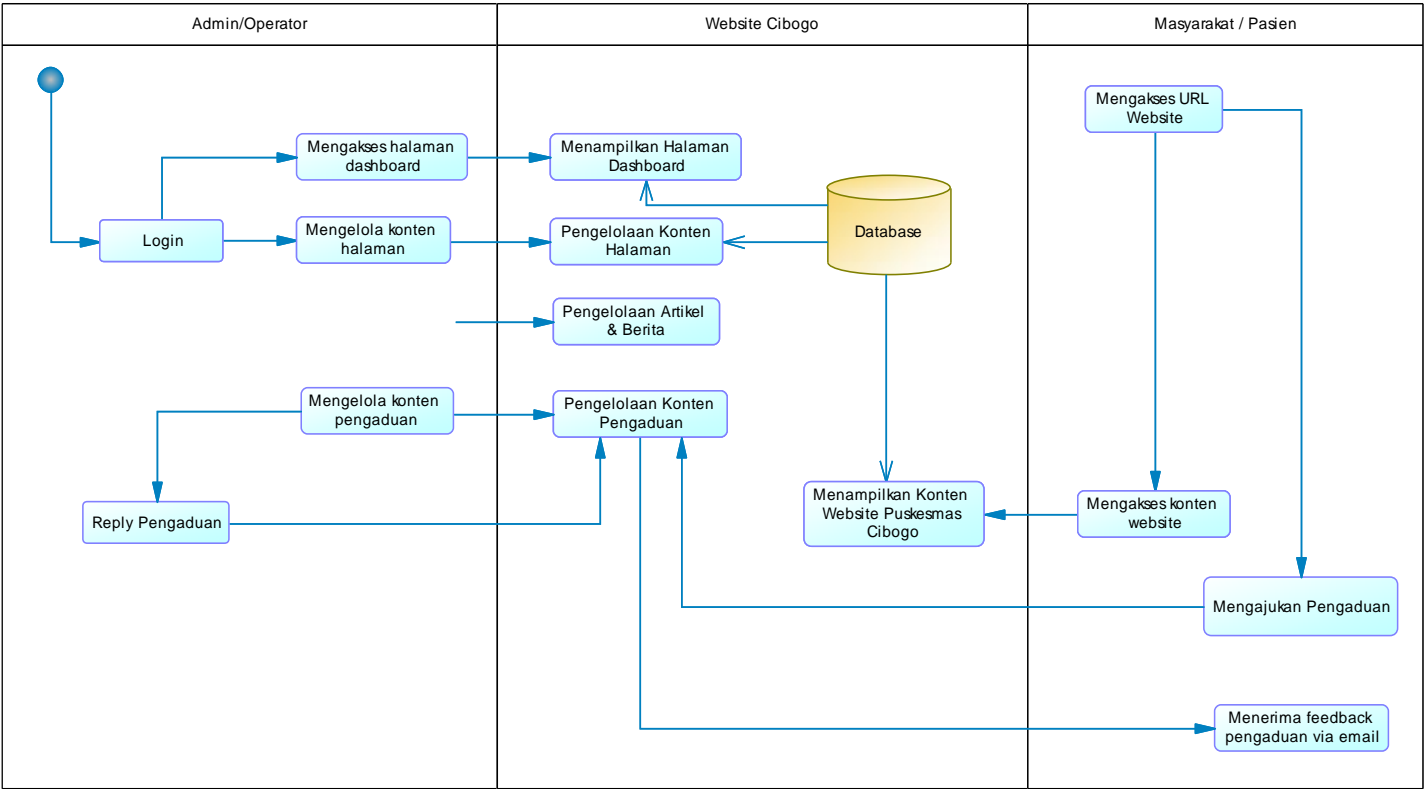 Admin/Operator
Website Cibogo
Masyarakat / Pasien
Mengakses URL
Website
Mengakses halaman
dashboard
Menampilkan Halaman
Dashboard
Login
Mengelola konten
halaman
Pengelolaan Konten
Halaman
Database
Pengelolaan Artikel
& Berita
Mengelola konten
pengaduan
Pengelolaan Konten
Pengaduan
Reply Pengaduan
Menampilkan Konten
Website Puskesmas
Cibogo
Mengakses konten
website
Mengajukan Pengaduan
Menerima feedback
pengaduan via email